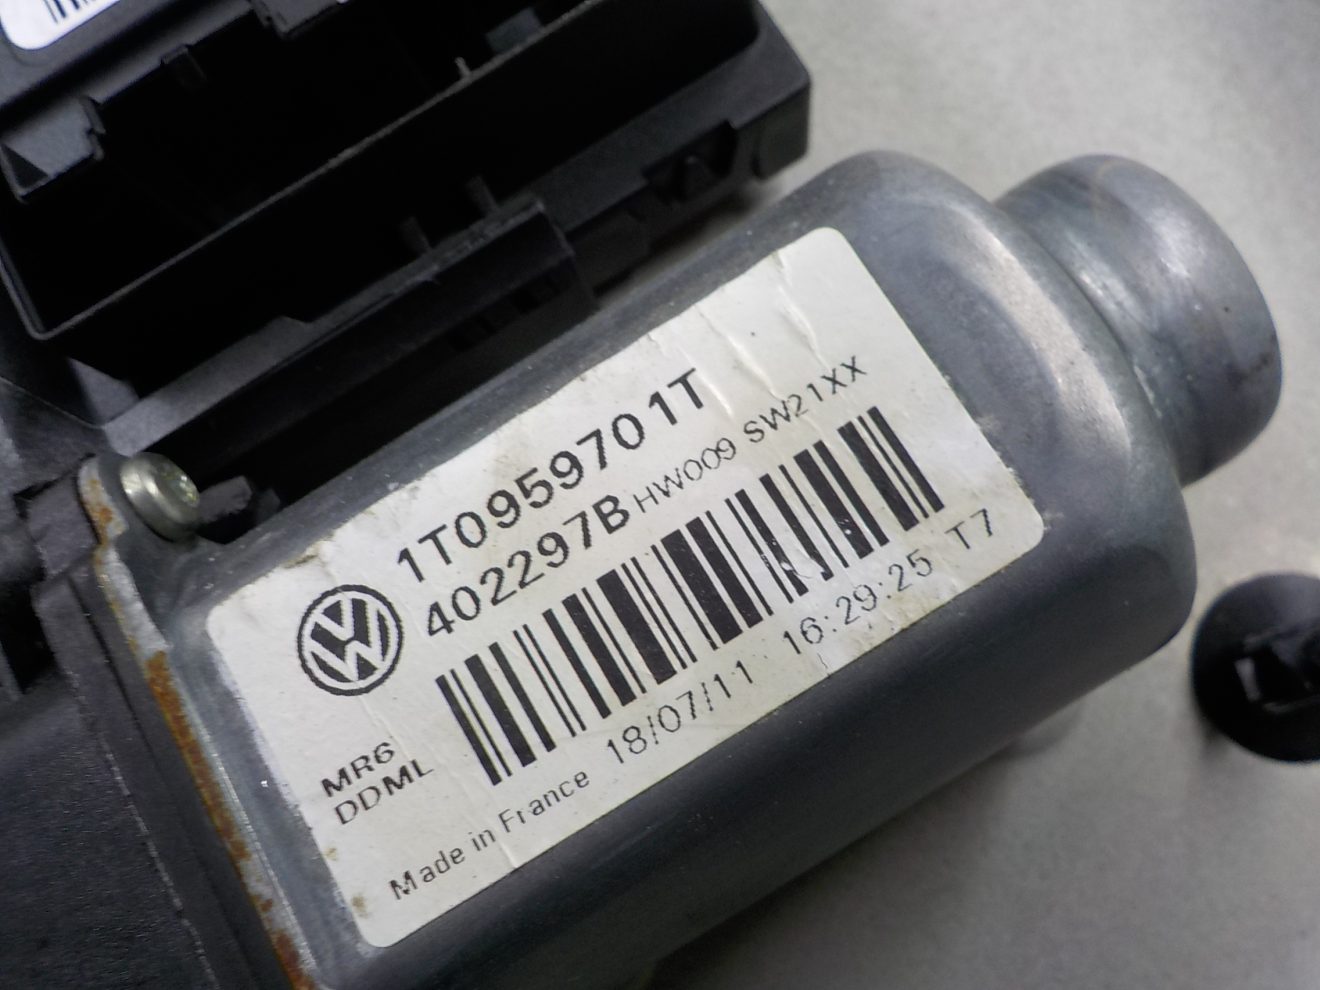 1T0959701T
402297B HW009 SW21XX
MR6
DDML
Made in France 18/07/11 16:29:25 T7